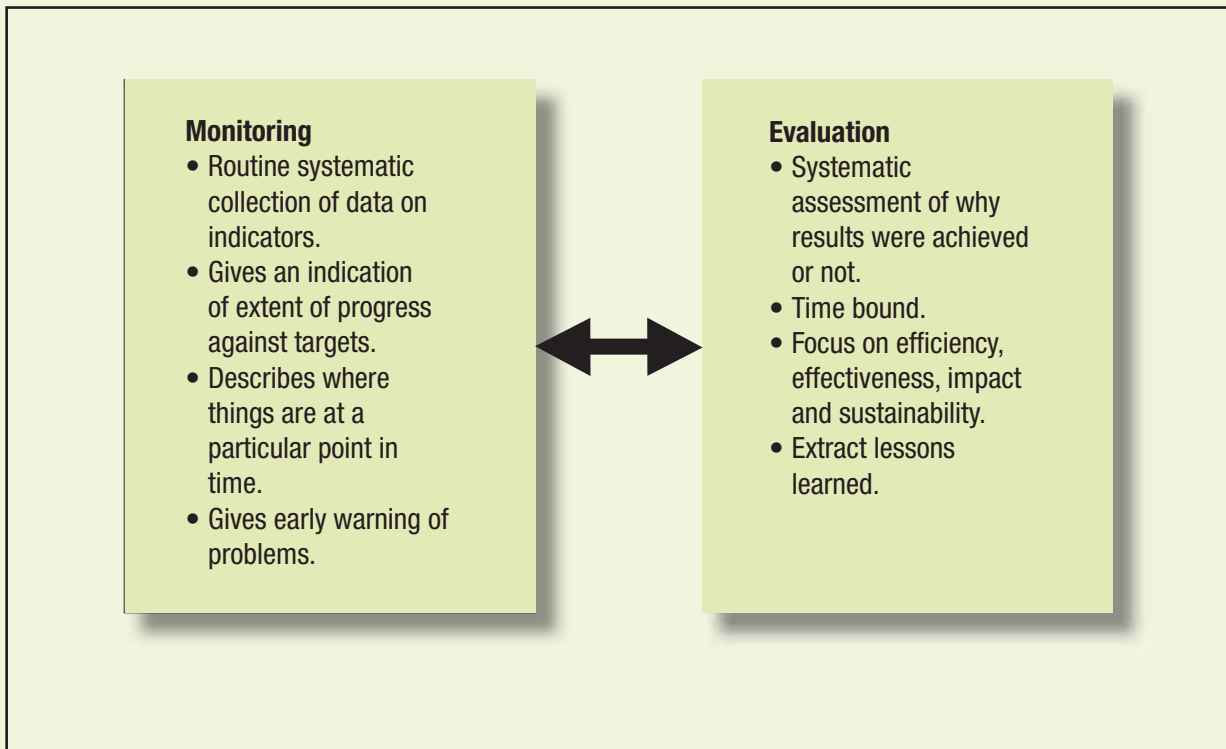 Monitoring
• Routine systematic
collection of data on
indicators.
• Gives an indication
of extent of progress
against targets.
• Describes where
things are at a
particular point in
time.
• Gives early warning of
problems.
Evaluation
• Systematic
assessment of why
results were achieved
or not.
• Time bound.
• Focus on efficiency,
effectiveness, impact
and sustainability.
• Extract lessons
learned.